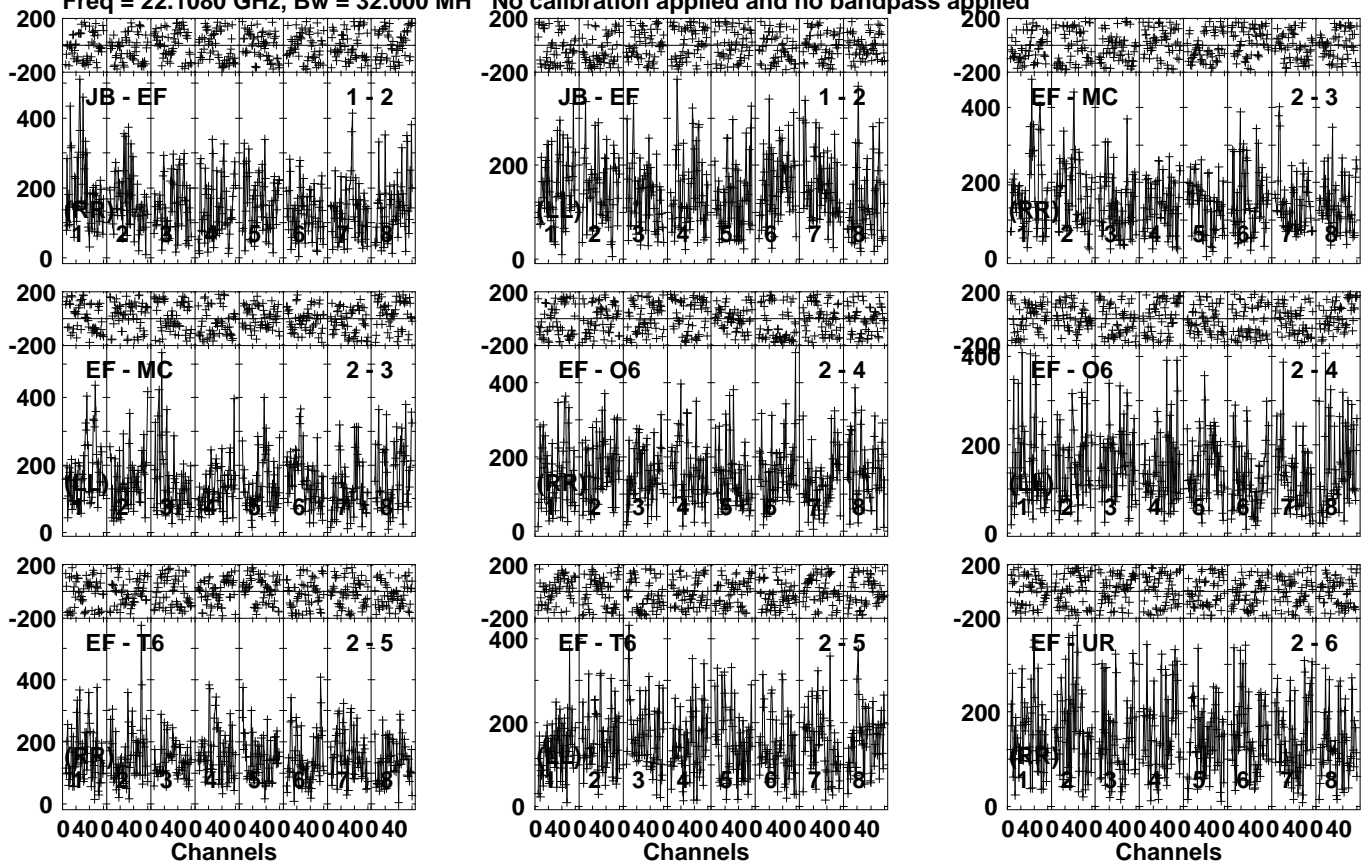 Freq = 22.1080 GHz, Bw = 32.000 MH No calibration applied and no bandpass applied
200
-200
JB - EF 1 - 2
400
200
(RR)
1 2 3 4 5 6 7 8
0
200
-200
JB - EF 1 - 2
400
200
(LL)
1 2 3 4 5 6 7 8
0
200
-200
EF - MC 2 - 3
400
200
(RR)
1 2 3 4 5 6 7 8
0
200
-200
EF - MC 2 - 3
400
200
(LL)
1 2 3 4 5 6 7 8
0
200
-200
EF - O6 2 - 4
400
200
(RR)
1 2 3 4 5 6 7 8
0
200
-200
400
EF - O6 2 - 4
200
(LL)
1 2 3 4 5 6 7 8
0
200
-200
EF - T6 2 - 5
400
200
(RR)
1 2 3 4 5 6 7 8
0
0 40 0 40 0 40 0 40 0 40 0 40 0 40 0 40
Channels
200
-200
EF - T6 2 - 5
400
200
(LL)
1 2 3 4 5 6 7 8
0
0 40 0 40 0 40 0 40 0 40 0 40 0 40 0 40
Channels
200
-200
EF - UR 2 - 6
200
(RR)
1 2 3 4 5 6 7 8
0
0 40 0 40 0 40 0 40 0 40 0 40 0 40 0 40
Channels